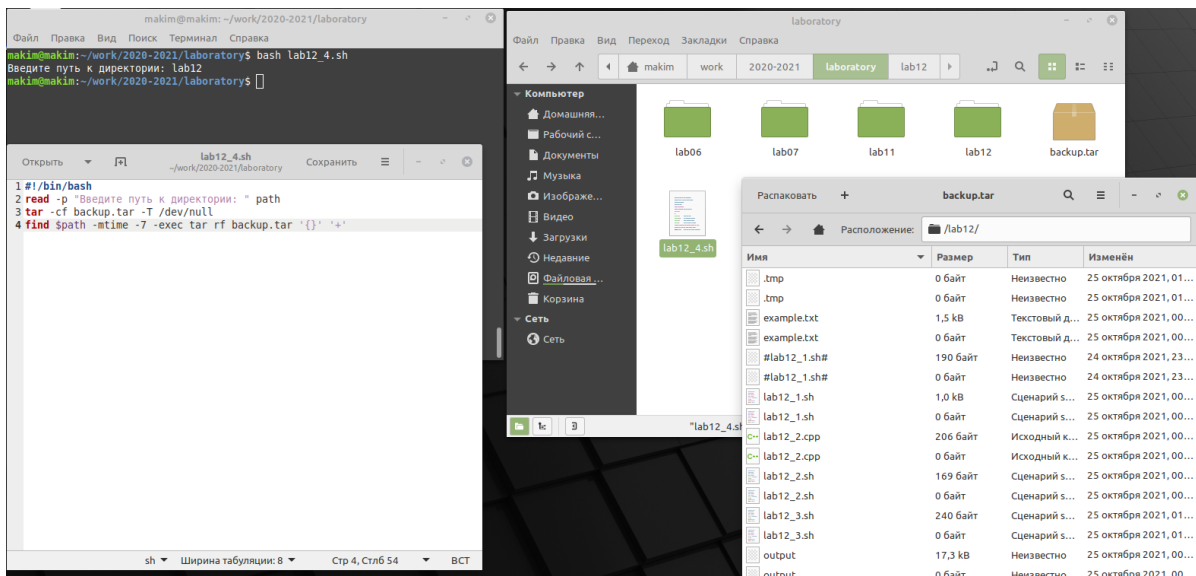 makim@makim: ~/work/2020-2021/laboratory
Файл Правка Вид Поиск Терминал Справка
makim@makim:~/work/2020-2021/laboratory$ bash lab12_4.sh
Введите путь к директории: lab12
makim@makim:~/work/2020-2021/laboratory$
Открыть
lab12_4.sh
~/work/2020-2021/laboratory
Сохранить
1 #!/bin/bash
2 read -p "Введите путь к директории: " path
3 tar -cf backup.tar -T /dev/null
4 find $path -mtime -7 -exec tar rf backup.tar '{}' '+'
sh Ширина табуляции: 8 Стр 4, Стлб 54 ВСТ
laboratory
Файл Правка Вид Переход Закладки Справка
makim work 2020-2021 laboratory lab12
Компьютер
Домашняя...
Рабочий с...
Документы
Музыка
Изображе...
Видео
Загрузки
Недавние
Файловая ...
Корзина
Сеть
Сеть
lab06 lab07 lab11 lab12 backup.tar
lab12_4.sh
"lab12_4.sh
Распаковать + backup.tar
Расположение: /lab12/
Имя Размер Тип Изменён
.tmp 0 байт Неизвестно 25 октября 2021, 01...
.tmp 0 байт Неизвестно 25 октября 2021, 01...
example.txt 1,5 kB Текстовый д... 25 октября 2021, 00...
example.txt 0 байт Текстовый д... 25 октября 2021, 00...
#lab12_1.sh# 190 байт Неизвестно 24 октября 2021, 23...
#lab12_1.sh# 0 байт Неизвестно 24 октября 2021, 23...
lab12_1.sh 1,0 kB Сценарий s... 25 октября 2021, 00...
lab12_1.sh 0 байт Сценарий s... 25 октября 2021, 00...
lab12_2.cpp 206 байт Исходный к... 25 октября 2021, 00...
lab12_2.cpp 0 байт Исходный к... 25 октября 2021, 00...
lab12_2.sh 169 байт Сценарий s... 25 октября 2021, 00...
lab12_2.sh 0 байт Сценарий s... 25 октября 2021, 00...
lab12_3.sh 240 байт Сценарий s... 25 октября 2021, 01...
lab12_3.sh 0 байт Сценарий s... 25 октября 2021, 01...
output 17,3 kB Неизвестно 25 октября 2021, 00...
output 0 байт Неизвестно 25 октября 2021, 00